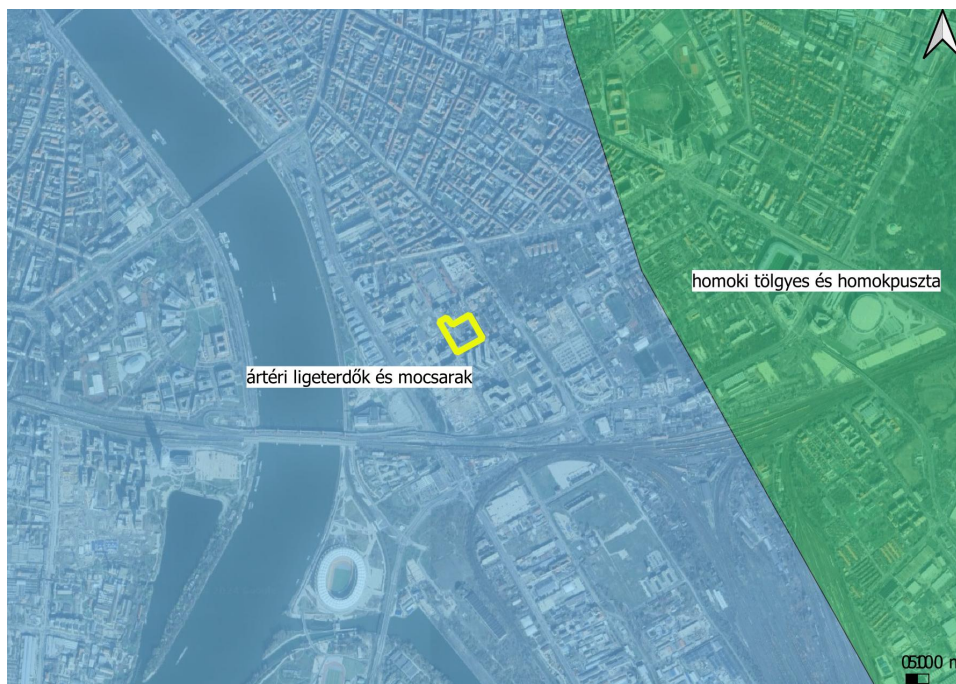 homoki tölgyes és homokpuszta
ártéri ligeterdők és mocsarak